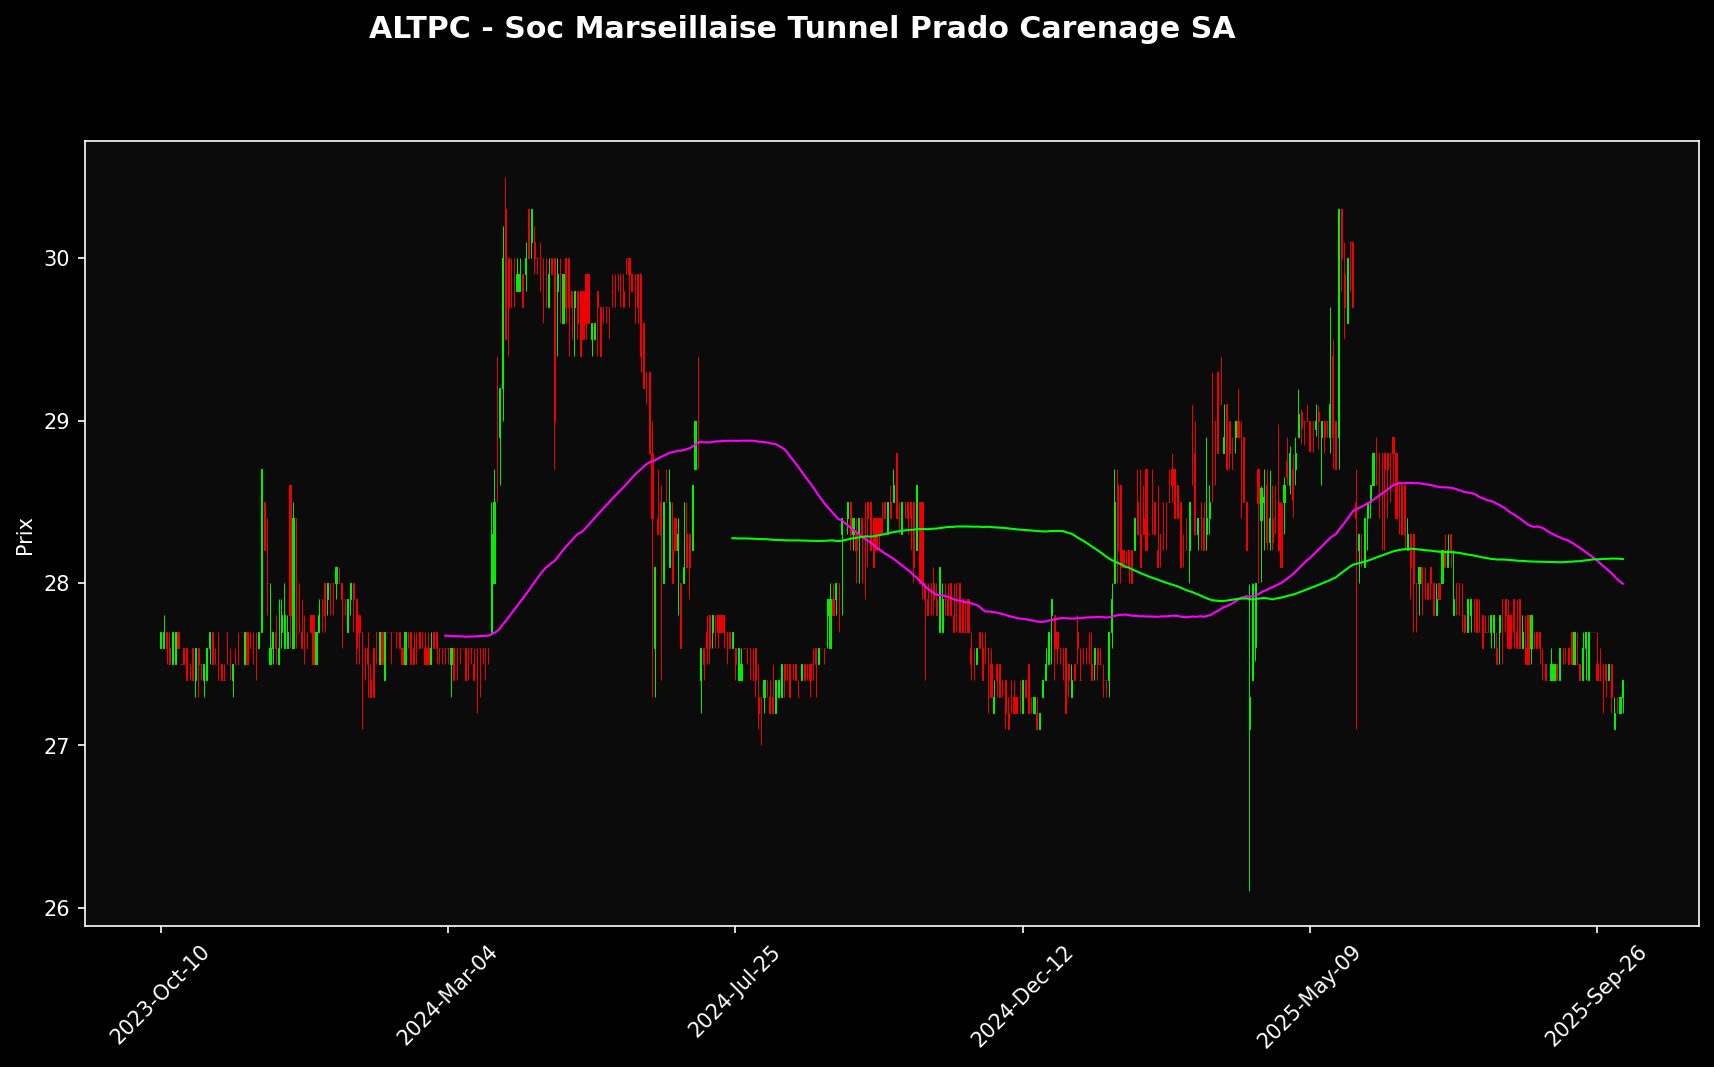 ALTPC - Soc Marseillaise Tunnel Prado Carenage SA
Prix
30
29
28
27
26
2023-Oct-10
2024-Mar-04
2024-Jul-25
2024-Dec-12
2025-May-09
2025-Sep-26